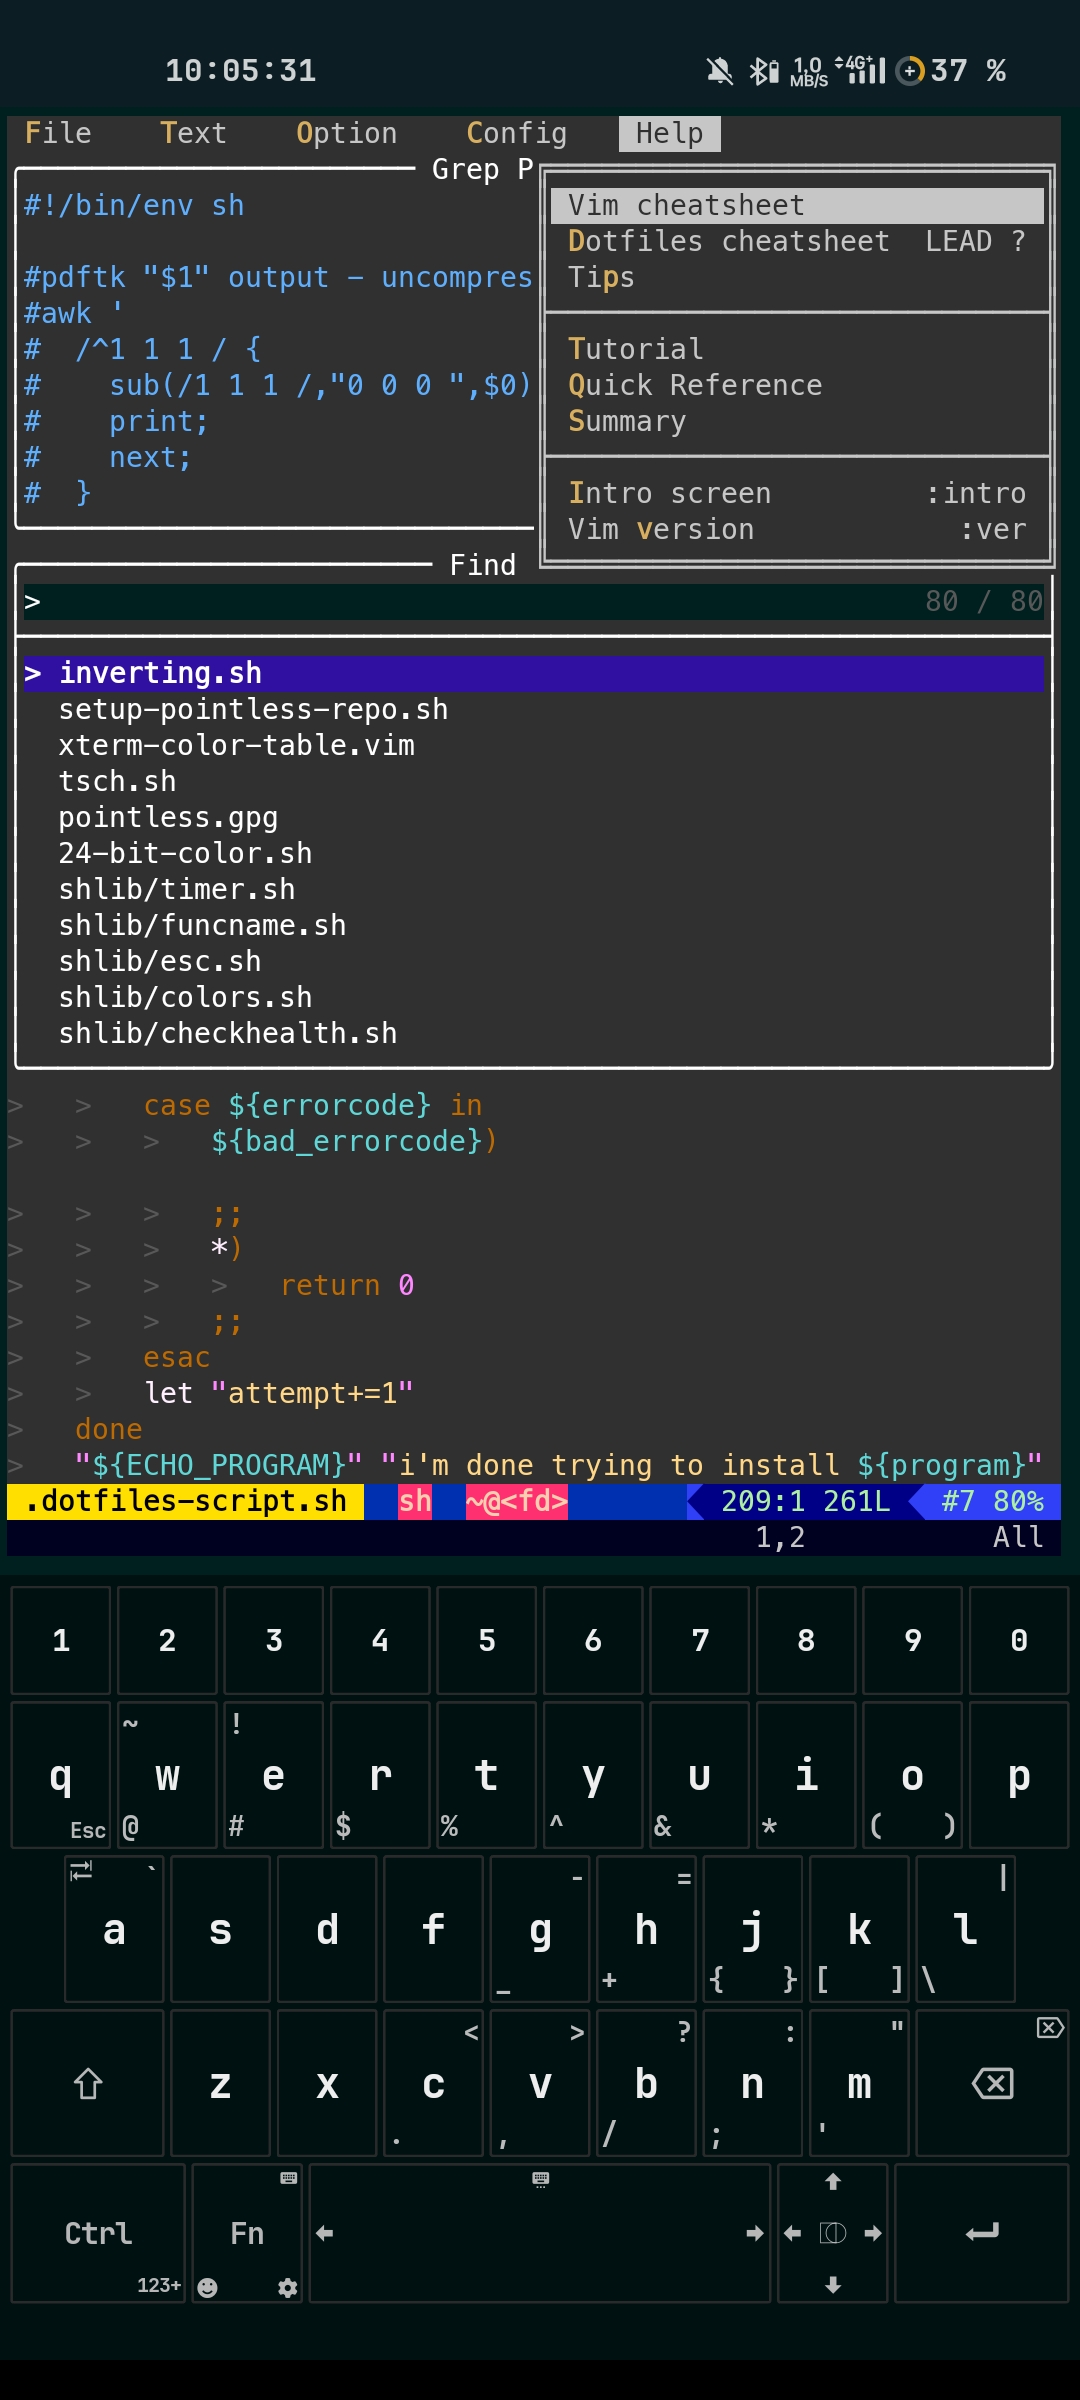 10:05:31 1.0 MB/S 4G+ 37 %
File Text Option Config Help
Grep P
#!/bin/env sh
Vim cheatsheet
Dotfiles cheatsheet LEAD ?
#pdftk "$1" output - uncompres
Tips
#awk '
# /^1 1 1 / {
Tutorial
# sub(/1 1 1 /,"0 0 0 ",$0)
Quick Reference
# print;
Summary
# next;
# }
Intro screen :intro
Vim version :ver
Find
> 80 / 80
> inverting.sh
setup-pointless-repo.sh
xterm-color-table.vim
tsch.sh
pointless.gpg
24-bit-color.sh
shlib/timer.sh
shlib/funcname.sh
shlib/esc.sh
shlib/colors.sh
shlib/checkhealth.sh
> > case ${errorcode} in
> > > ${bad_errorcode})
> > > ;;
> > > *)
> > > > return 0
> > > ;;
> > esac
> > let "attempt+=1"
> done
> "${ECHO_PROGRAM}" "i'm done trying to install ${program}"
.dotfiles-script.sh sh ~@<fd> 209:1 261L #7 80%
1,2 All
1 2 3 4 5 6 7 8 9 0
~ !
q w e r t y u i o p
Esc @ # $ % ^ & * ( )
` - = |
a s d f g h j k l
_ + { } [ ] \
< > ? : "
z x c v b n m
. , / ; '
Ctrl Fn
123+